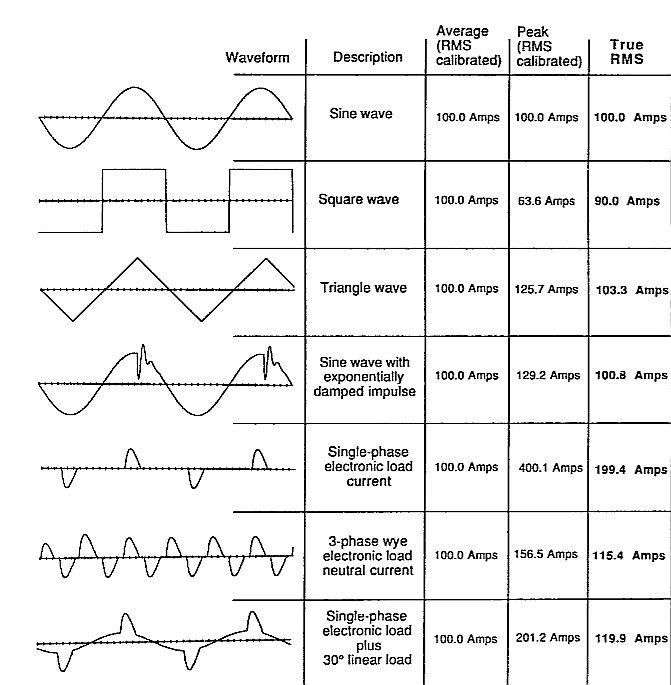 Waveform
Description
Average
(RMS
calibrated)
Peak
(RMS
calibrated)
True
RMS
Sine wave
100.0 Amps
100.0 Amps
100.0 Amps
Square wave
100.0 Amps
63.6 Amps
90.0 Amps
Triangle wave
100.0 Amps
125.7 Amps
103.3 Amps
Sine wave with
exponentially
damped impulse
100.0 Amps
129.2 Amps
100.8 Amps
Single-phase
electronic load
current
100.0 Amps
400.1 Amps
199.4 Amps
3-phase wye
electronic load
neutral current
100.0 Amps
156.5 Amps
115.4 Amps
Single-phase
electronic load
plus
30° linear load
100.0 Amps
201.2 Amps
119.9 Amps